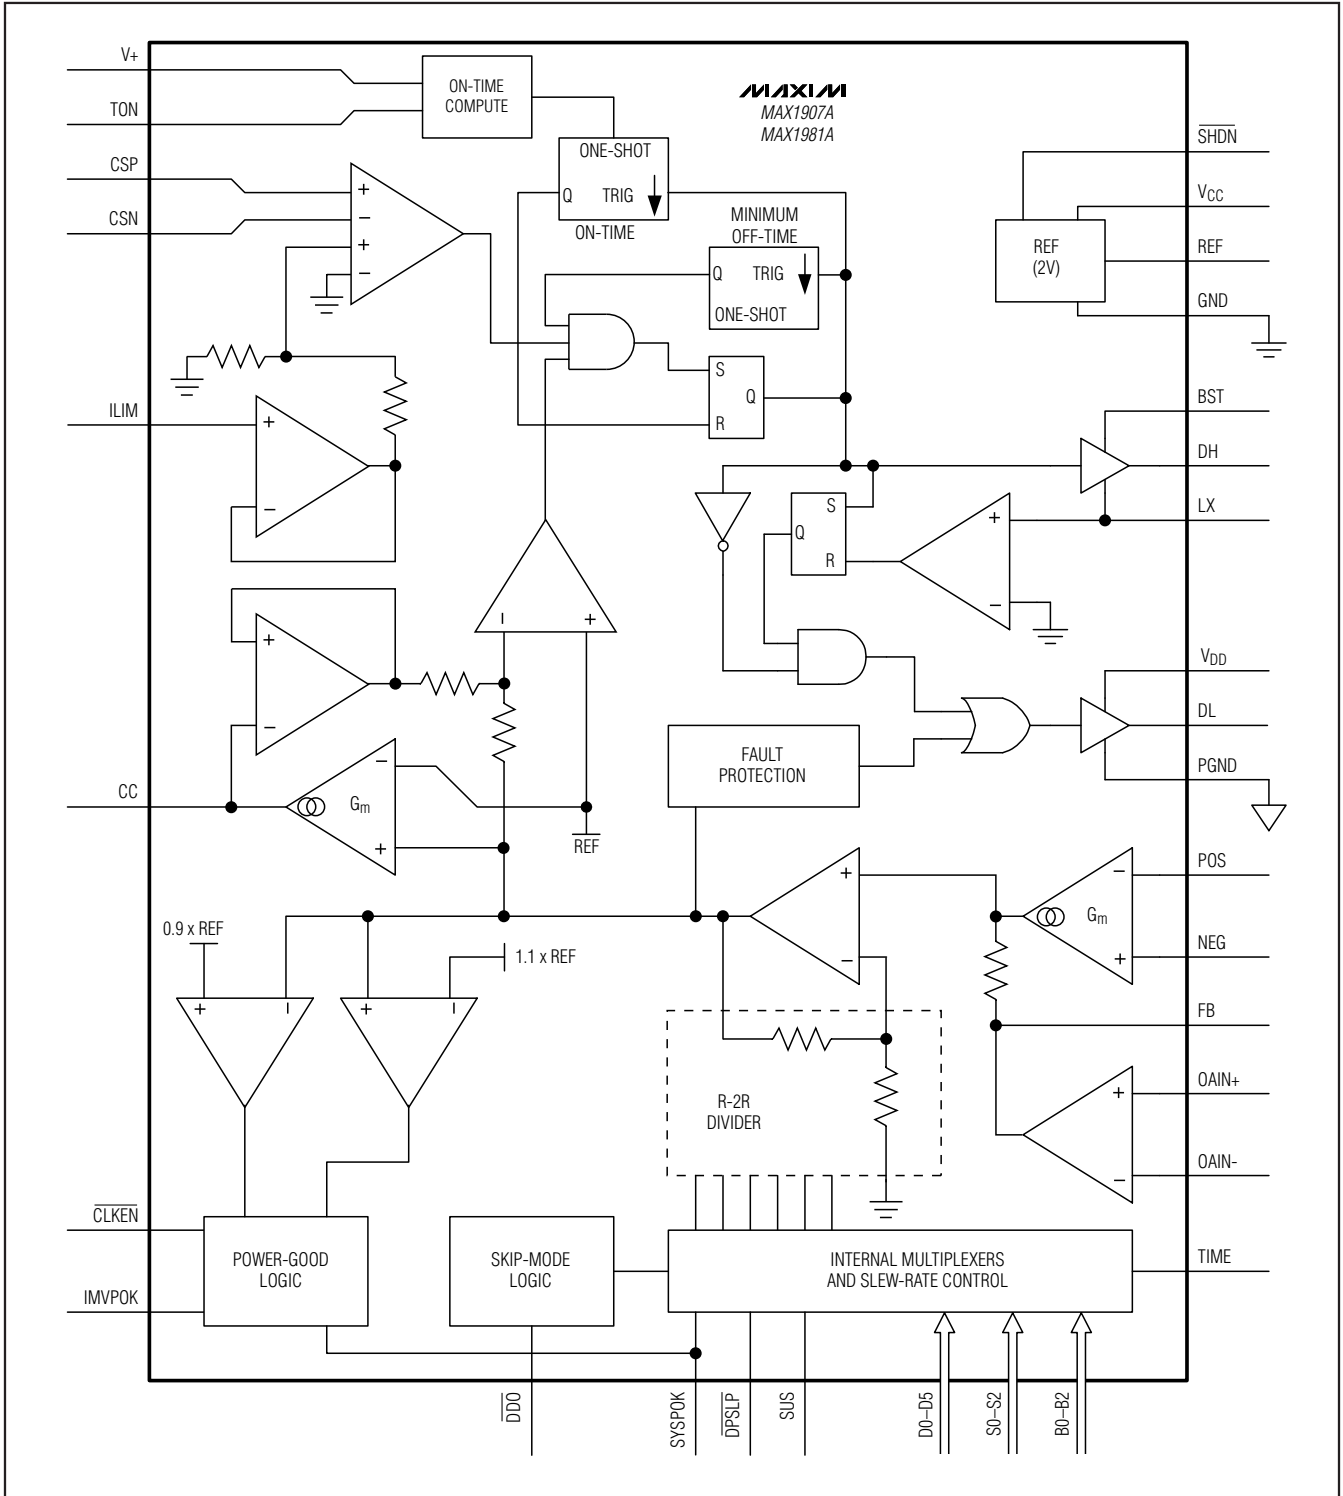 V+
TON
CSP
CSN
ILIM
CC
CLKEN
IMVPOK
ON-TIME
COMPUTE
MAXIM
MAX1907A
MAX1981A
ONE-SHOT
Q TRIG
ON-TIME
MINIMUM
OFF-TIME
Q TRIG
ONE-SHOT
+
−
+
−
S
Q
R
+
−
REF
(2V)
SHDN
VCC
REF
GND
BST
DH
LX
S
Q
R
+
−
− +
+
−
−
Gm
+
REF
FAULT
PROTECTION
VDD
DL
PGND
POS
NEG
FB
OAIN+
OAIN-
TIME
+
−
−
Gm
+
+
−
0.9 x REF
1.1 x REF
+ −
+ −
R-2R
DIVIDER
POWER-GOOD
LOGIC
SKIP-MODE
LOGIC
INTERNAL MULTIPLEXERS
AND SLEW-RATE CONTROL
DDO
SYSPOK
DPSLP
SUS
D0–D5
S0–S2
B0–B2